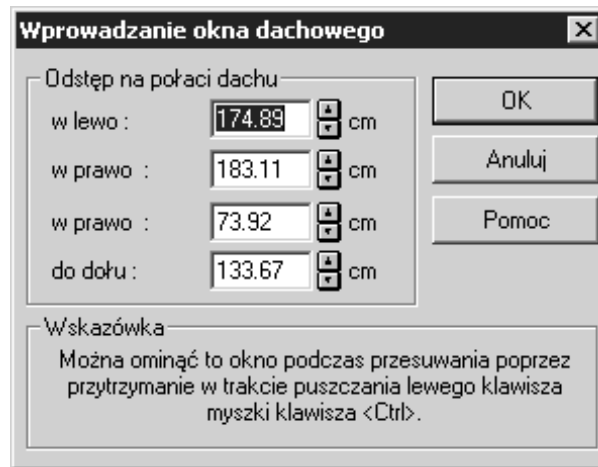 Wprowadzanie okna dachowego
Odstęp na połaci dachu
w lewo : 174.89 cm
w prawo : 183.11 cm
w prawo : 73.92 cm
do dołu : 133.67 cm
OK
Anuluj
Pomoc
Wskazówka
Można ominąć to okno podczas przesuwania poprzez
przytrzymanie w trakcie puszczania lewego klawisza
myszki klawisza <Ctrl>.